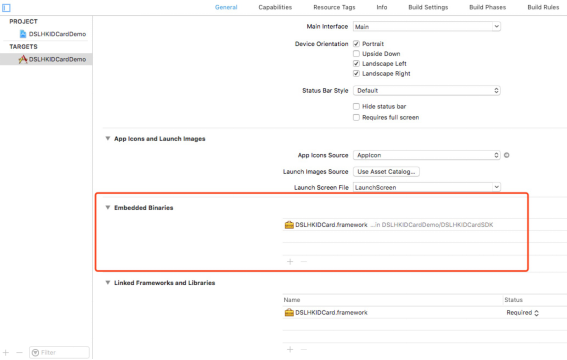 General Capabilities Resource Tags Info Build Settings Build Phases Build Rules
PROJECT
DSLHKIDCardDemo
TARGETS
DSLHKIDCardDemo
Main Interface Main
Device Orientation Portrait
Upside Down
Landscape Left
Landscape Right
Status Bar Style Default
Hide status bar
Requires full screen
App Icons and Launch Images
App Icons Source AppIcon
Launch Images Source Use Asset Catalog...
Launch Screen File LaunchScreen
Embedded Binaries
DSLHKIDCard.framework ...in DSLHKIDCardDemo/DSLHKIDCardSDK
+ −
Linked Frameworks and Libraries
Name Status
DSLHKIDCard.framework Required
+ −
+ − Filter